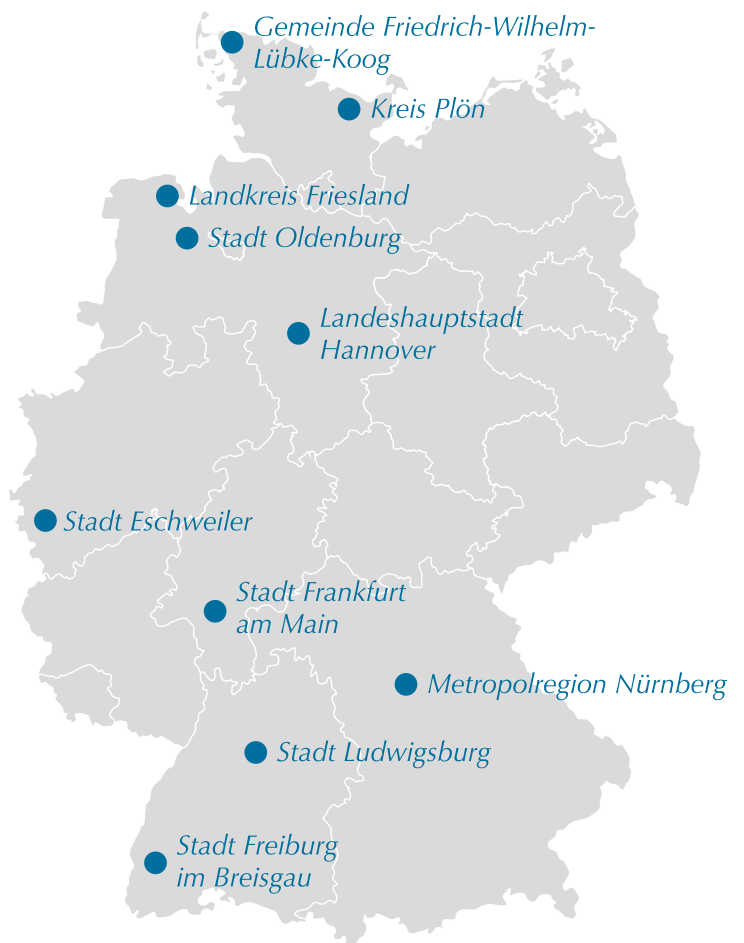 Gemeinde Friedrich-Wilhelm-
Lübke-Koog
Kreis Plön
Landkreis Friesland
Stadt Oldenburg
Landeshauptstadt
Hannover
Stadt Eschweiler
Stadt Frankfurt
am Main
Metropolregion Nürnberg
Stadt Ludwigsburg
Stadt Freiburg
im Breisgau